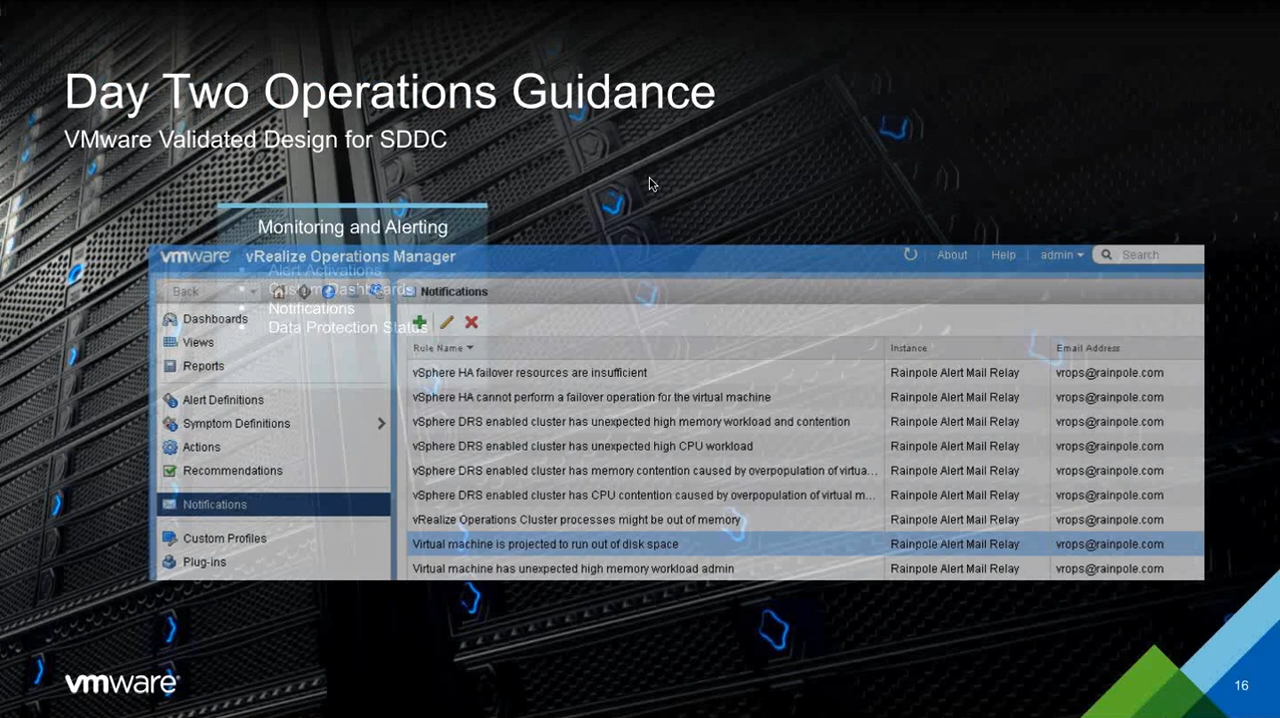 Day Two Operations Guidance
VMware Validated Design for SDDC
Monitoring and Alerting
Alert Activations
Custom Dashboards
Notifications
Data Protection Status
vmware vRealize Operations Manager About Help admin Search
Back Notifications
Dashboards
Views
Reports
Alert Definitions
Symptom Definitions
Actions
Recommendations
Notifications
Custom Profiles
Plug-ins
Rule Name Instance Email Address
vSphere HA failover resources are insufficient Rainpole Alert Mail Relay vrops@rainpole.com
vSphere HA cannot perform a failover operation for the virtual machine Rainpole Alert Mail Relay vrops@rainpole.com
vSphere DRS enabled cluster has unexpected high memory workload and contention Rainpole Alert Mail Relay vrops@rainpole.com
vSphere DRS enabled cluster has unexpected high CPU workload Rainpole Alert Mail Relay vrops@rainpole.com
vSphere DRS enabled cluster has memory contention caused by overpopulation of virtua... Rainpole Alert Mail Relay vrops@rainpole.com
vSphere DRS enabled cluster has CPU contention caused by overpopulation of virtual m... Rainpole Alert Mail Relay vrops@rainpole.com
vRealize Operations Cluster processes might be out of memory Rainpole Alert Mail Relay vrops@rainpole.com
Virtual machine is projected to run out of disk space Rainpole Alert Mail Relay vrops@rainpole.com
Virtual machine has unexpected high memory workload admin Rainpole Alert Mail Relay vrops@rainpole.com
vmware
16